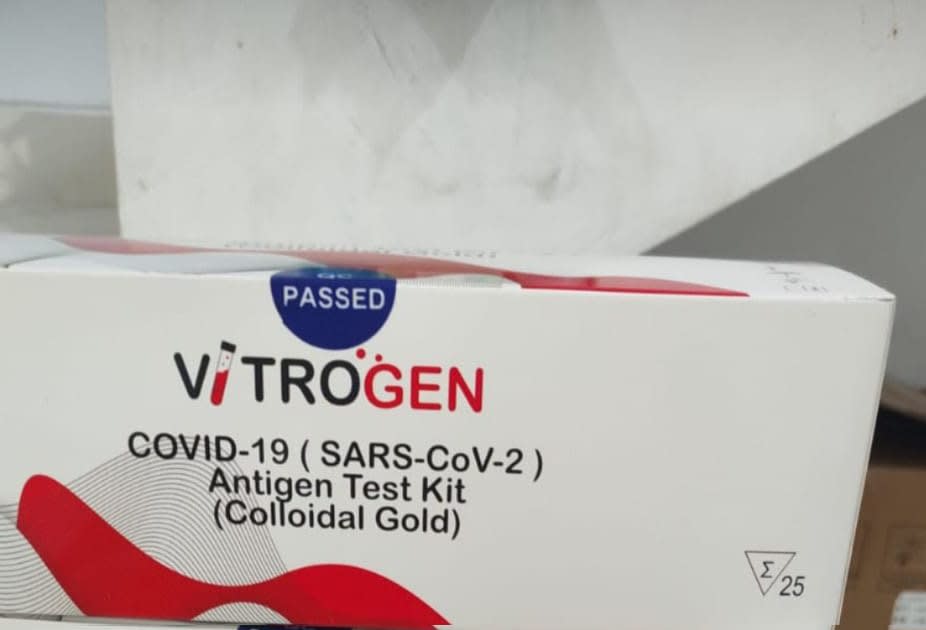 QC
PASSED
VITROGEN
COVID-19 ( SARS-CoV-2 )
Antigen Test Kit
(Colloidal Gold)
Σ 25